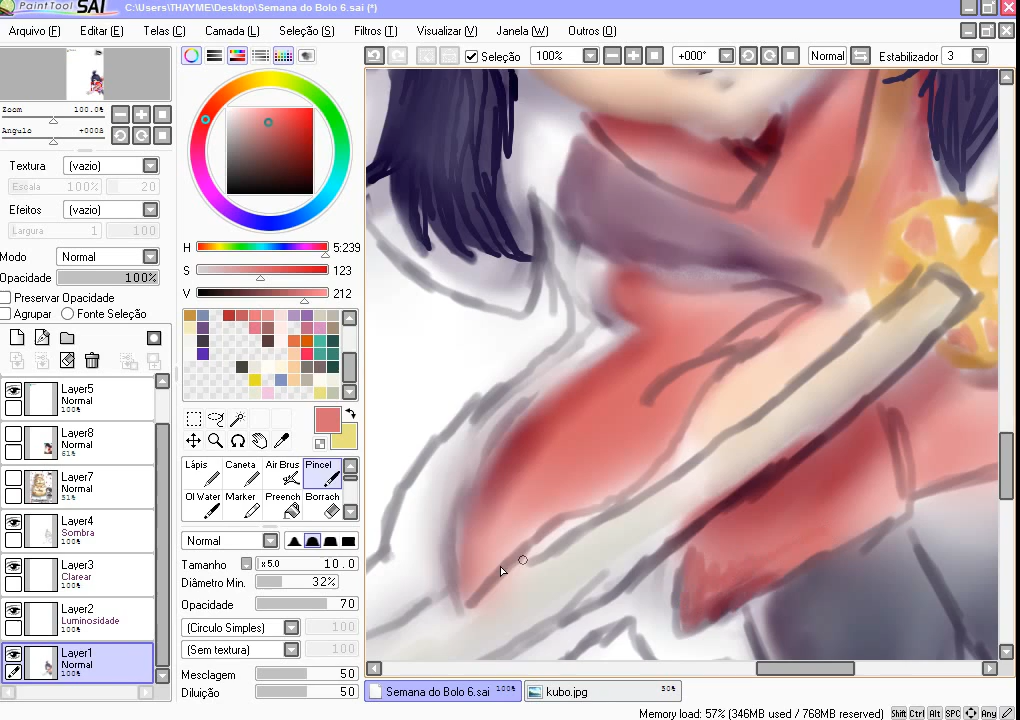 PaintTool SAI C:\Users\THAYME\Desktop\Semana do Bolo 6.sai (*)
Arquivo (F) Editar (E) Telas (C) Camada (L) Seleção (S) Filtros (T) Visualizar (V) Janela (W) Outros (O)
Seleção 100% +000° Normal Estabilizador 3
Zoom 100.0%
Angulo +000å
Textura (vazio)
Escala 100% 20
Efeitos (vazio)
Largura 1 100
Modo Normal
Opacidade 100%
Preservar Opacidade
Agrupar Fonte Seleção
Layer5
Normal
100%
Layer8
Normal
61%
Layer7
Normal
51%
Layer4
Sombra
100%
Layer3
Clarear
100%
Layer2
Luminosidade
100%
Layer1
Normal
100%
H 5:239
S 123
V 212
Lápis Caneta Air Brus Pincel
Ol Water Marker Preench Borrach
Normal
Tamanho x 5.0 10.0
Diâmetro Min. 32%
Opacidade 70
(Circulo Simples) 100
(Sem textura) 100
Mesclagem 50
Diluição 50
Semana do Bolo 6.sai 100% kubo.jpg 50%
Memory load: 57% (346MB used / 768MB reserved) Shift Ctrl Alt SPC Any